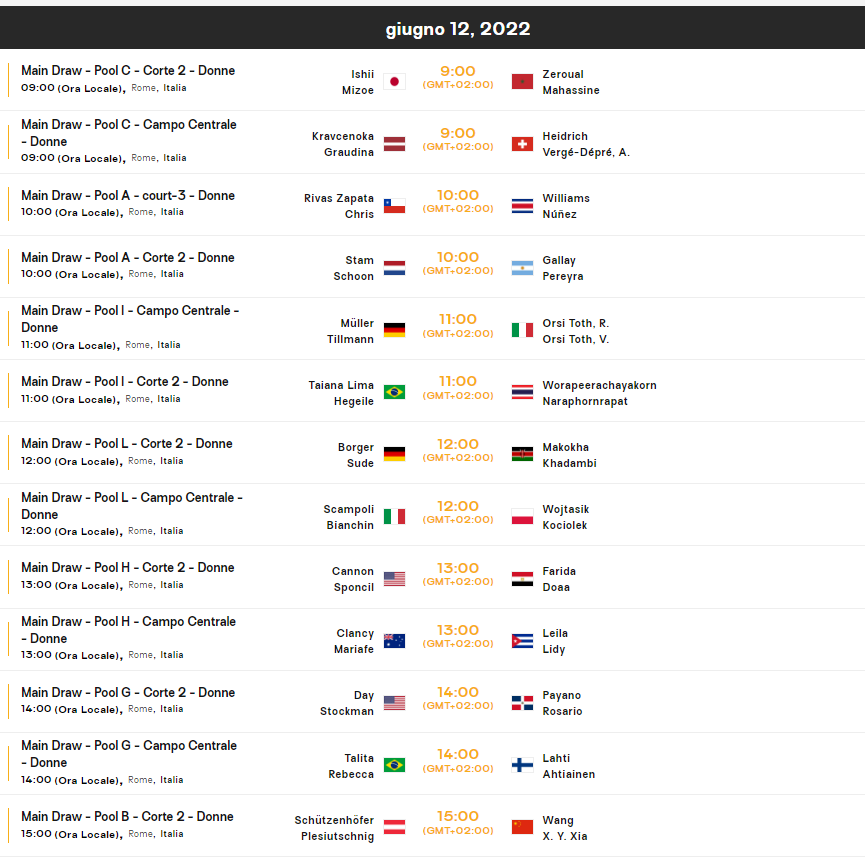 giugno 12, 2022
Main Draw - Pool C - Corte 2 - Donne
09:00 (Ora Locale), Rome, Italia
Ishii
Mizoe
9:00
(GMT+02:00)
Zeroual
Mahassine
Main Draw - Pool C - Campo Centrale
- Donne
09:00 (Ora Locale), Rome, Italia
Kravcenoka
Graudina
9:00
(GMT+02:00)
Heidrich
Vergé-Dépré, A.
Main Draw - Pool A - court-3 - Donne
10:00 (Ora Locale), Rome, Italia
Rivas Zapata
Chris
10:00
(GMT+02:00)
Williams
Núñez
Main Draw - Pool A - Corte 2 - Donne
10:00 (Ora Locale), Rome, Italia
Stam
Schoon
10:00
(GMT+02:00)
Gallay
Pereyra
Main Draw - Pool I - Campo Centrale -
Donne
11:00 (Ora Locale), Rome, Italia
Müller
Tillmann
11:00
(GMT+02:00)
Orsi Toth, R.
Orsi Toth, V.
Main Draw - Pool I - Corte 2 - Donne
11:00 (Ora Locale), Rome, Italia
Taiana Lima
Hegeile
11:00
(GMT+02:00)
Worapeerachayakorn
Naraphornrapat
Main Draw - Pool L - Corte 2 - Donne
12:00 (Ora Locale), Rome, Italia
Borger
Sude
12:00
(GMT+02:00)
Makokha
Khadambi
Main Draw - Pool L - Campo Centrale -
Donne
12:00 (Ora Locale), Rome, Italia
Scampoli
Bianchin
12:00
(GMT+02:00)
Wojtasik
Kociolek
Main Draw - Pool H - Corte 2 - Donne
13:00 (Ora Locale), Rome, Italia
Cannon
Sponcil
13:00
(GMT+02:00)
Farida
Doaa
Main Draw - Pool H - Campo Centrale
- Donne
13:00 (Ora Locale), Rome, Italia
Clancy
Mariafe
13:00
(GMT+02:00)
Leila
Lidy
Main Draw - Pool G - Corte 2 - Donne
14:00 (Ora Locale), Rome, Italia
Day
Stockman
14:00
(GMT+02:00)
Payano
Rosario
Main Draw - Pool G - Campo Centrale
- Donne
14:00 (Ora Locale), Rome, Italia
Talita
Rebecca
14:00
(GMT+02:00)
Lahti
Ahtiainen
Main Draw - Pool B - Corte 2 - Donne
15:00 (Ora Locale), Rome, Italia
Schützenhöfer
Plesiutschnig
15:00
(GMT+02:00)
Wang
X. Y. Xia